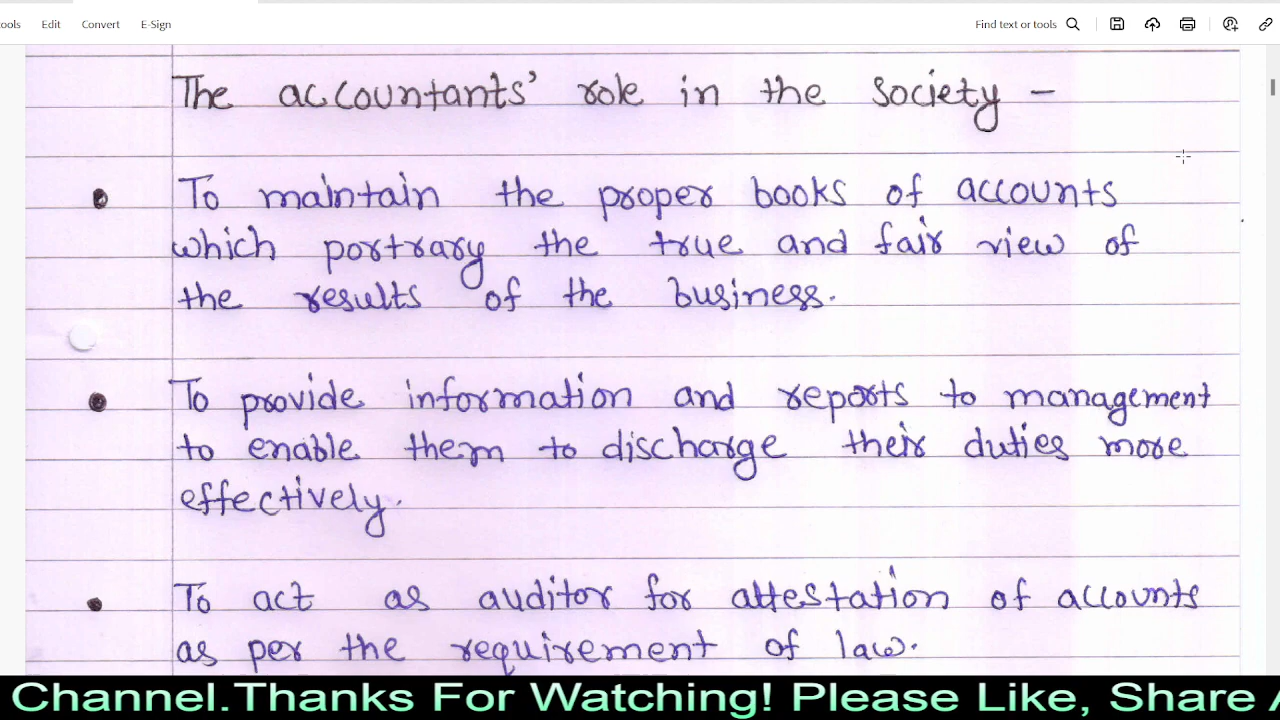 ools Edit Convert E-Sign Find text or tools
The accountants' role in the society -
To maintain the proper books of accounts
which portrary the true and fair view of
the results of the business.
To provide information and reports to management
to enable them to discharge their duties more
effectively.
To act as auditor for attestation of accounts
as per the requirement of law.
Channel.Thanks For Watching! Please Like, Share A